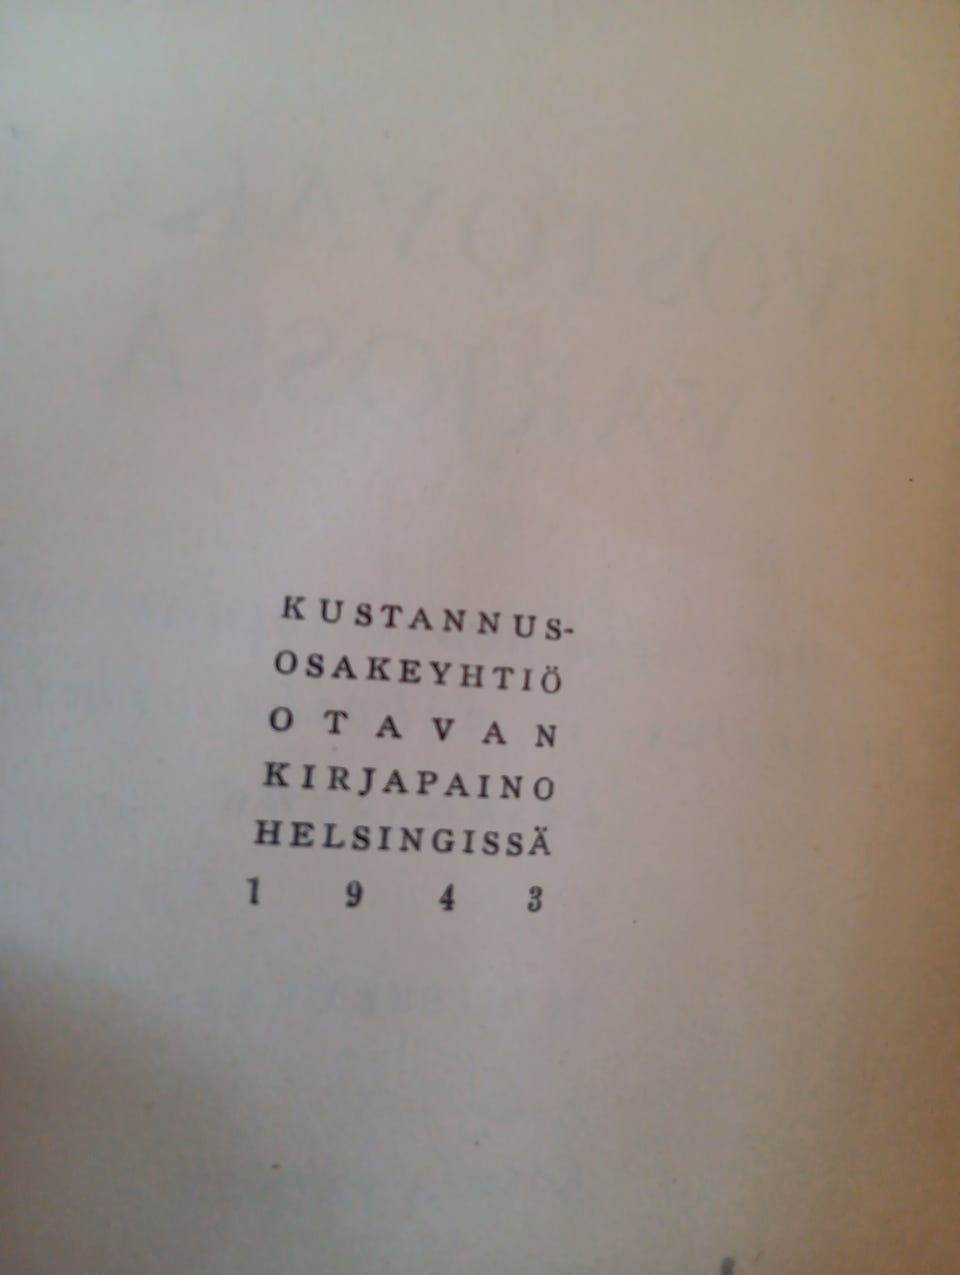 KUSTANNUS-
OSAKEYHTIÖ
OTAVAN
KIRJAPAINO
HELSINGISSÄ
1943